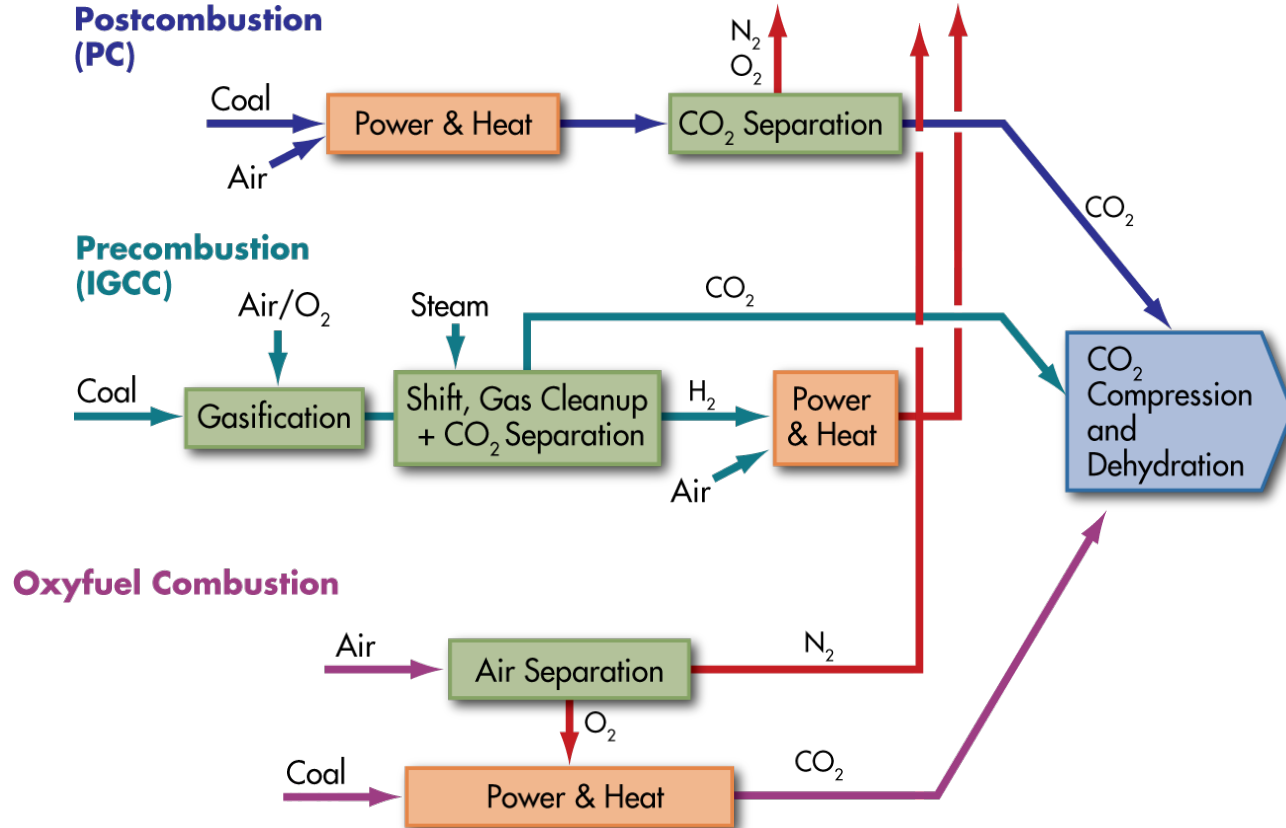 Postcombustion
(PC)
N₂
O₂
Coal
Power & Heat
CO₂ Separation
Air
CO₂
Precombustion
(IGCC)
Air/O₂
Steam
CO₂
Coal
Gasification
Shift, Gas Cleanup
+ CO₂ Separation
H₂
Air
Power
& Heat
CO₂
Compression
and
Dehydration
Oxyfuel Combustion
Air
Air Separation
N₂
O₂
Coal
Power & Heat
CO₂